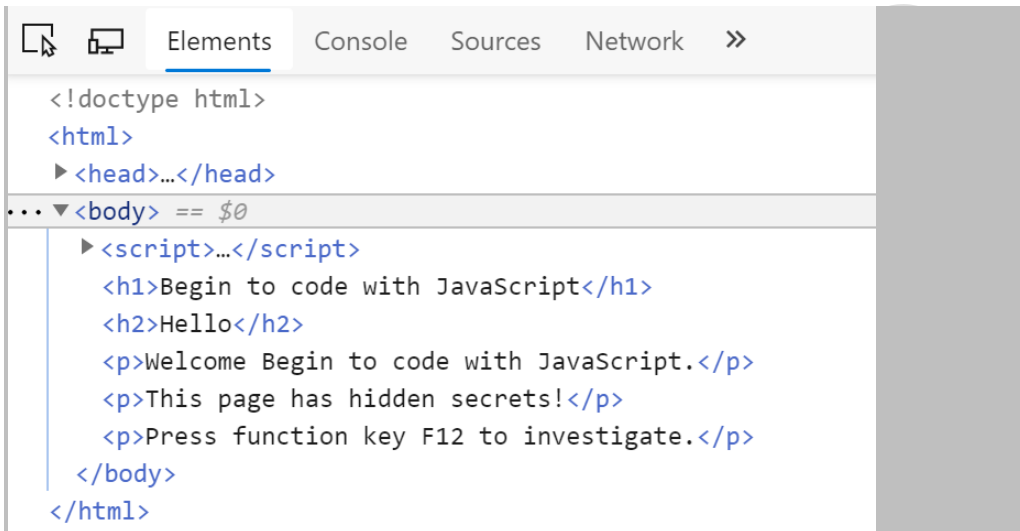 Elements Console Sources Network »
<!doctype html>
<html>
<head>…</head>
<body> == $0
<script>…</script>
<h1>Begin to code with JavaScript</h1>
<h2>Hello</h2>
<p>Welcome Begin to code with JavaScript.</p>
<p>This page has hidden secrets!</p>
<p>Press function key F12 to investigate.</p>
</body>
</html>